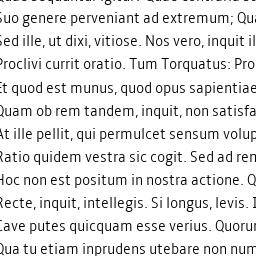 Suo genere perveniant ad extremum; Qua
Sed ille, ut dixi, vitiose. Nos vero, inquit il
Proclivi currit oratio. Tum Torquatus: Pro
Et quod est munus, quod opus sapientiae
Quam ob rem tandem, inquit, non satisfa
At ille pellit, qui permulcet sensum volup
Ratio quidem vestra sic cogit. Sed ad rem
Hoc non est positum in nostra actione. Q
Recte, inquit, intellegis. Si longus, levis. I
Cave putes quicquam esse verius. Quorum
Qua tu etiam inprudens utebare non num